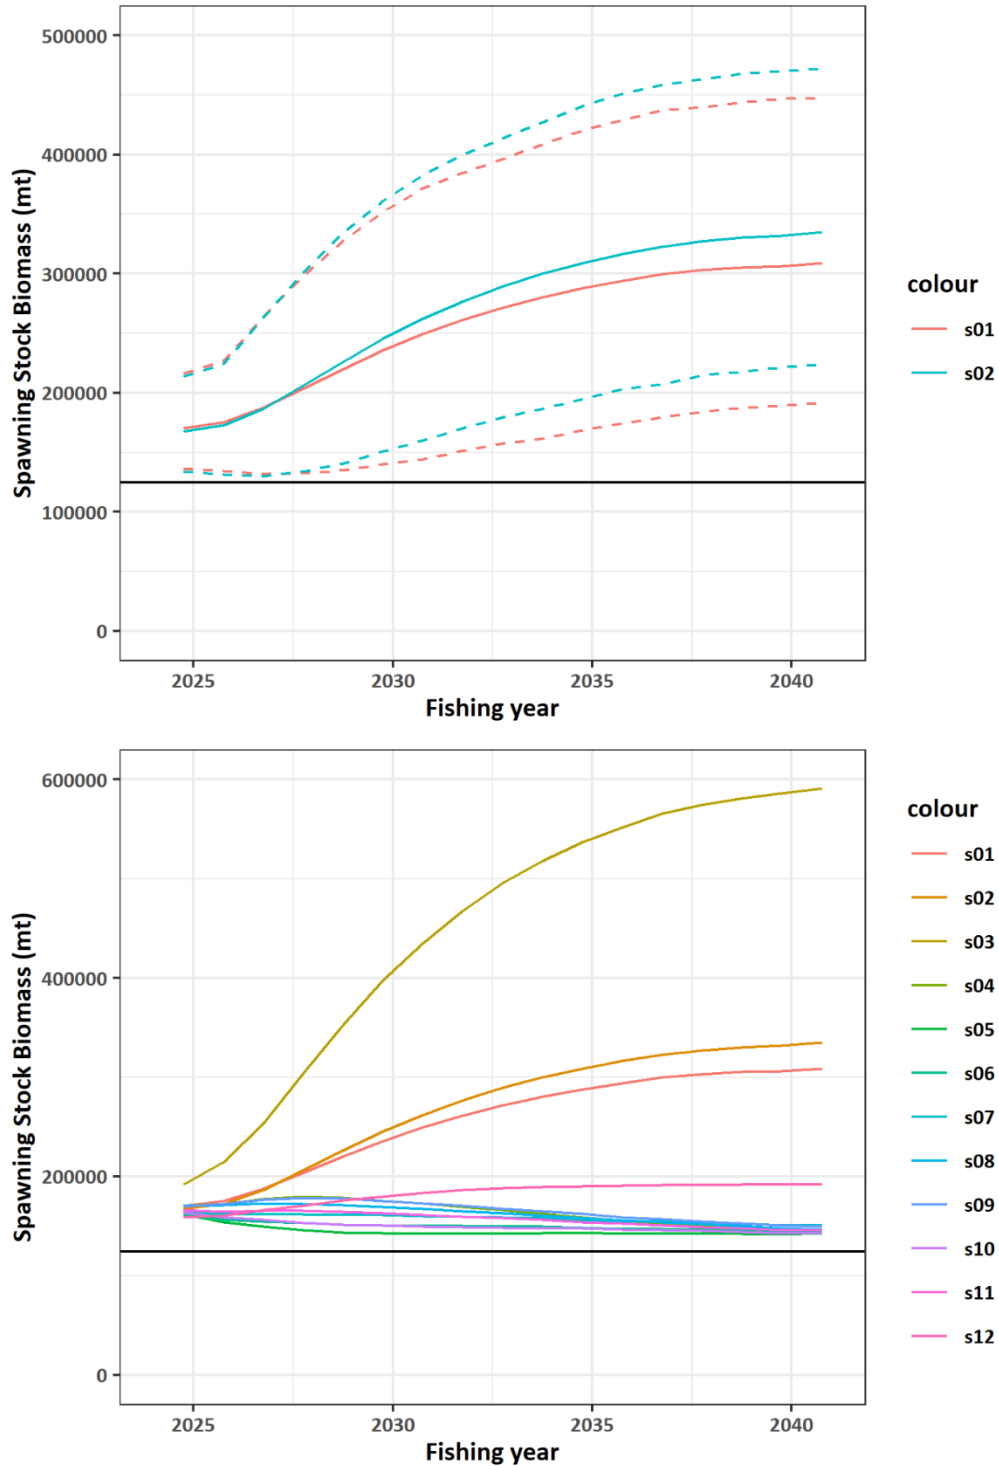 500000
400000
300000
200000
100000
0
Spawning Stock Biomass (mt)
2025 2030 2035 2040
Fishing year
colour
s01
s02
600000
400000
200000
0
Spawning Stock Biomass (mt)
2025 2030 2035 2040
Fishing year
colour
s01
s02
s03
s04
s05
s06
s07
s08
s09
s10
s11
s12